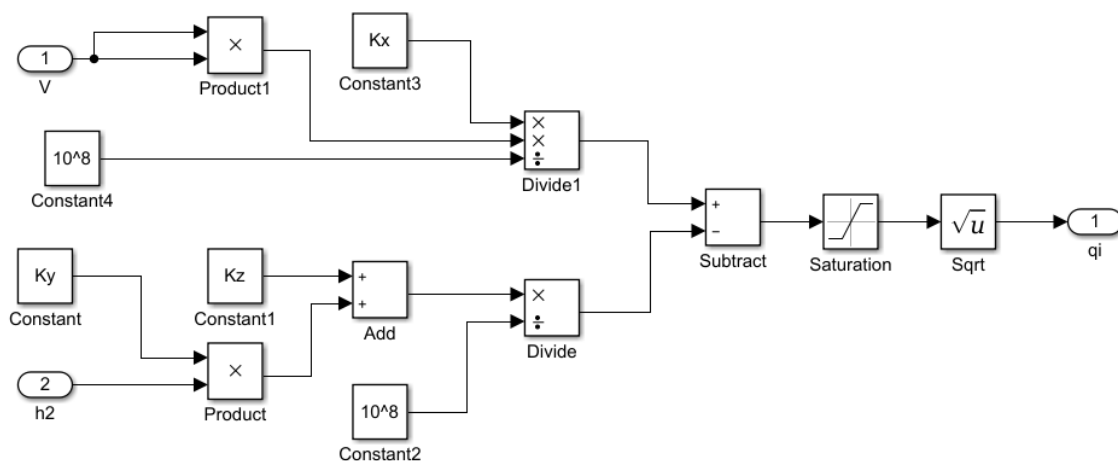 1
V
×
Product1
Kx
Constant3
10^8
Constant4
×
×
÷
Divide1
Ky
Constant
Kz
Constant1
+
+
Add
×
÷
Divide
+
−
Subtract
Saturation
√u
Sqrt
1
qi
2
h2
×
Product
10^8
Constant2